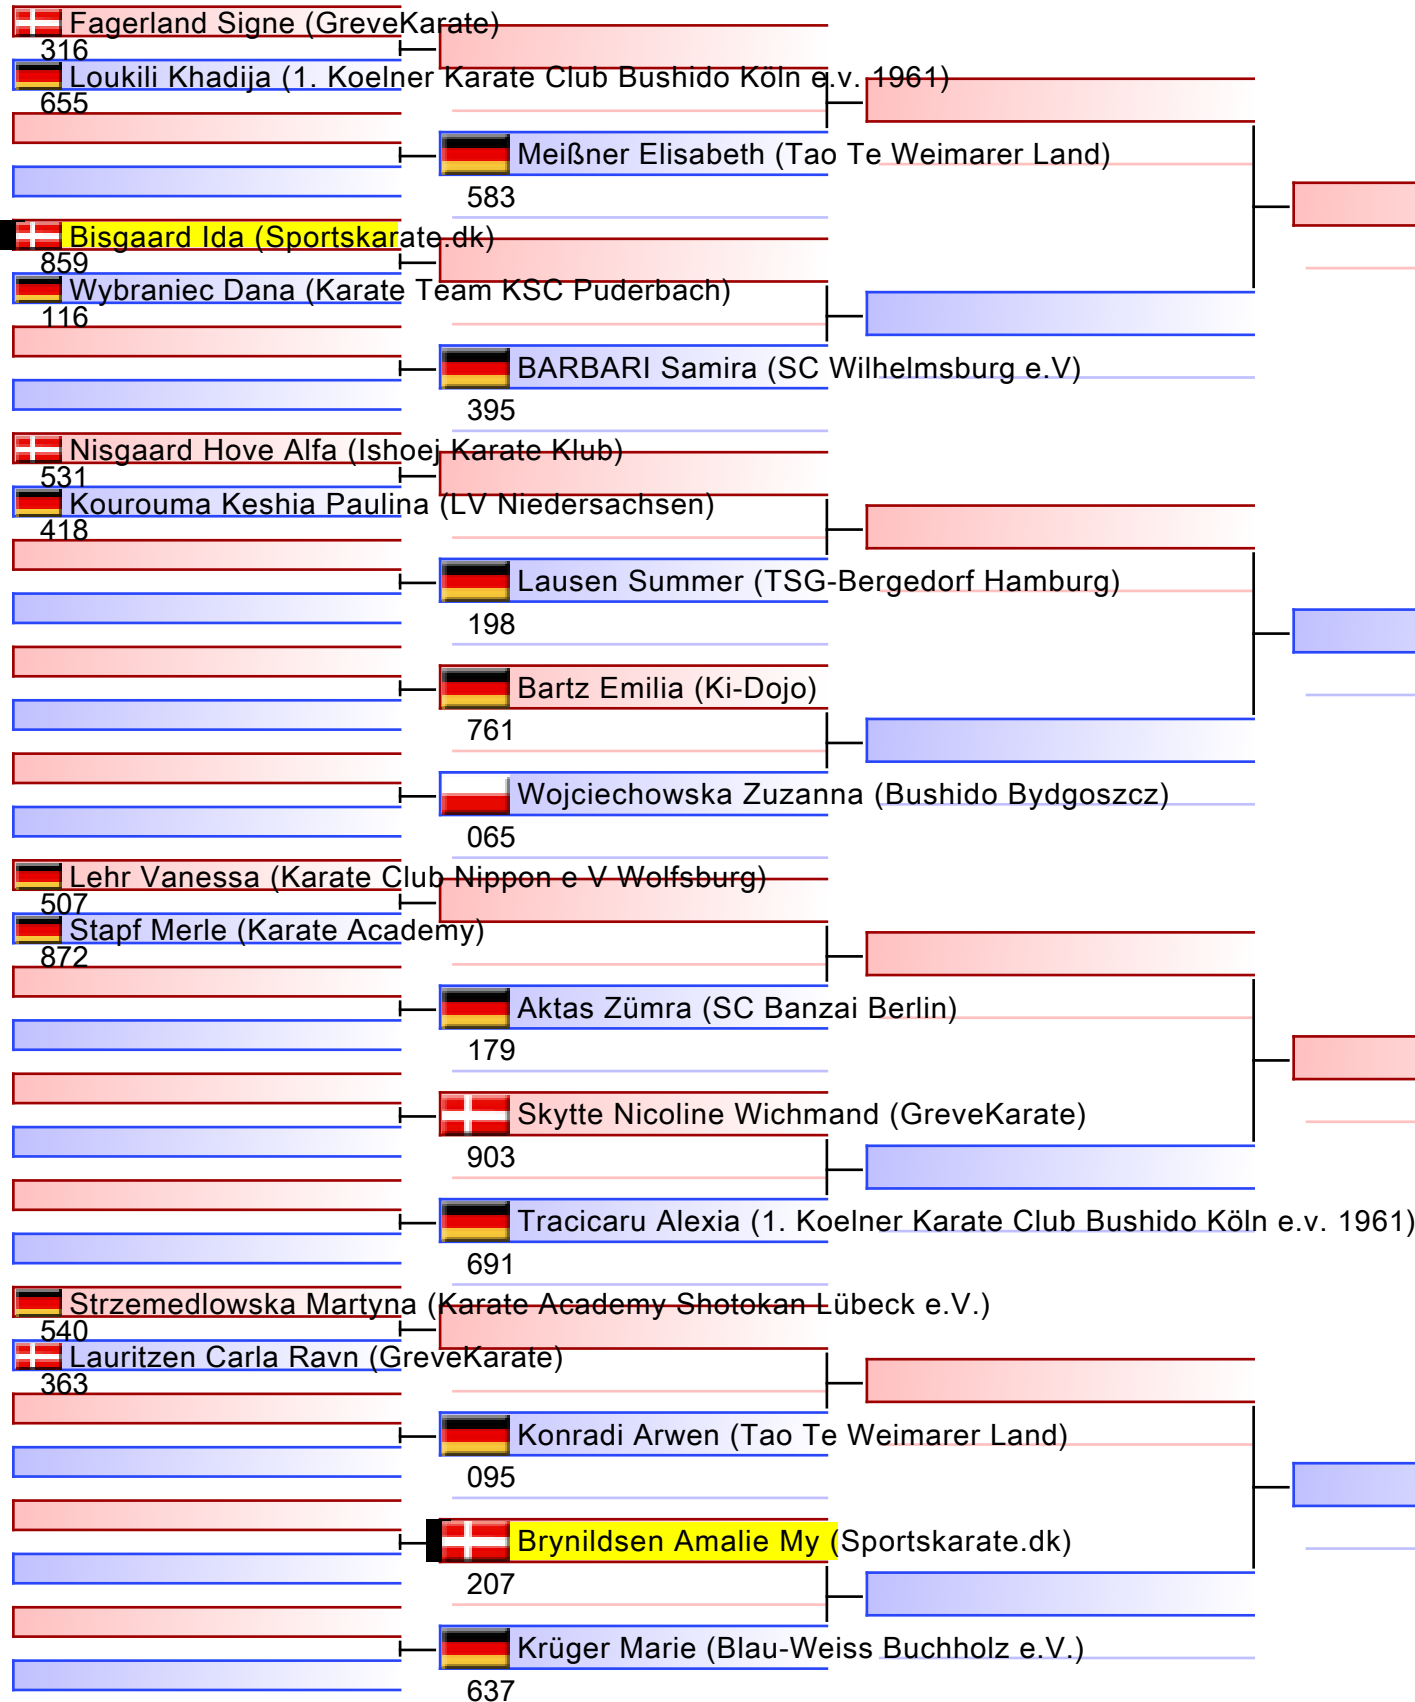 Fagerland Signe (GreveKarate)
316
Loukili Khadija (1. Koelner Karate Club Bushido Köln e.v. 1961)
655
Meißner Elisabeth (Tao Te Weimarer Land)
583
Bisgaard Ida (Sportskarate.dk)
859
Wybraniec Dana (Karate Team KSC Puderbach)
116
BARBARI Samira (SC Wilhelmsburg e.V)
395
Nisgaard Hove Alfa (Ishoej Karate Klub)
531
Kourouma Keshia Paulina (LV Niedersachsen)
418
Lausen Summer (TSG-Bergedorf Hamburg)
198
Bartz Emilia (Ki-Dojo)
761
Wojciechowska Zuzanna (Bushido Bydgoszcz)
065
Lehr Vanessa (Karate Club Nippon e V Wolfsburg)
507
Stapf Merle (Karate Academy)
872
Aktas Zümra (SC Banzai Berlin)
179
Skytte Nicoline Wichmand (GreveKarate)
903
Tracicaru Alexia (1. Koelner Karate Club Bushido Köln e.v. 1961)
691
Strzemedlowska Martyna (Karate Academy Shotokan Lübeck e.V.)
540
Lauritzen Carla Ravn (GreveKarate)
363
Konradi Arwen (Tao Te Weimarer Land)
095
Brynildsen Amalie My (Sportskarate.dk)
207
Krüger Marie (Blau-Weiss Buchholz e.V.)
637